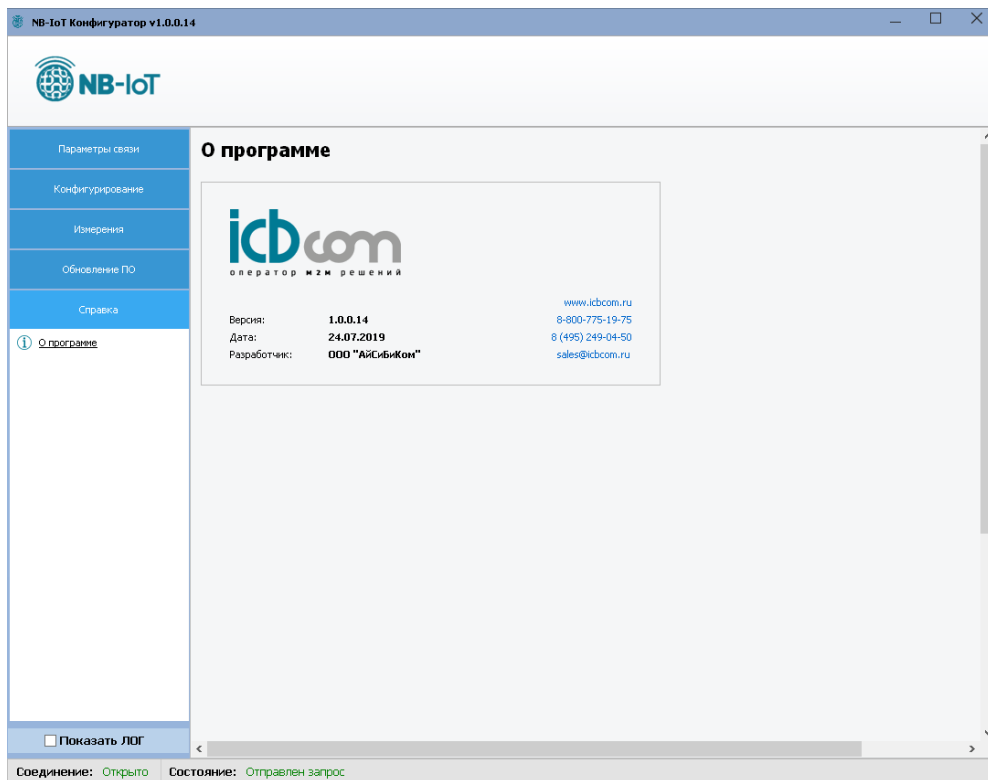 NB-IoT Конфигуратор v1.0.0.14
NB-IoT
Параметры связи
Конфигурирование
Измерения
Обновление ПО
Справка
О программе
О программе
icbcom
оператор м2м решений
www.icbcom.ru
Версия: 1.0.0.14 8-800-775-19-75
Дата: 24.07.2019 8 (495) 249-04-50
Разработчик: ООО "АйСиБиКом" sales@icbcom.ru
Показать ЛОГ
Соединение: Открыто Состояние: Отправлен запрос